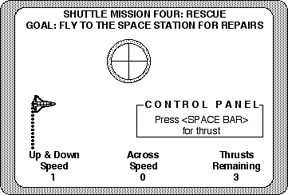 SHUTTLE MISSION FOUR: RESCUE
GOAL: FLY TO THE SPACE STATION FOR REPAIRS
CONTROL PANEL
Press <SPACE BAR>
for thrust
Up & Down
Speed
1
Across
Speed
0
Thrusts
Remaining
3